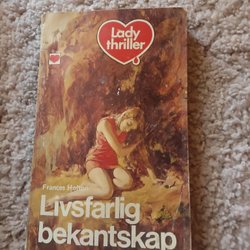 Lady
thriller
Frances
Livsfarlig
bekantskap